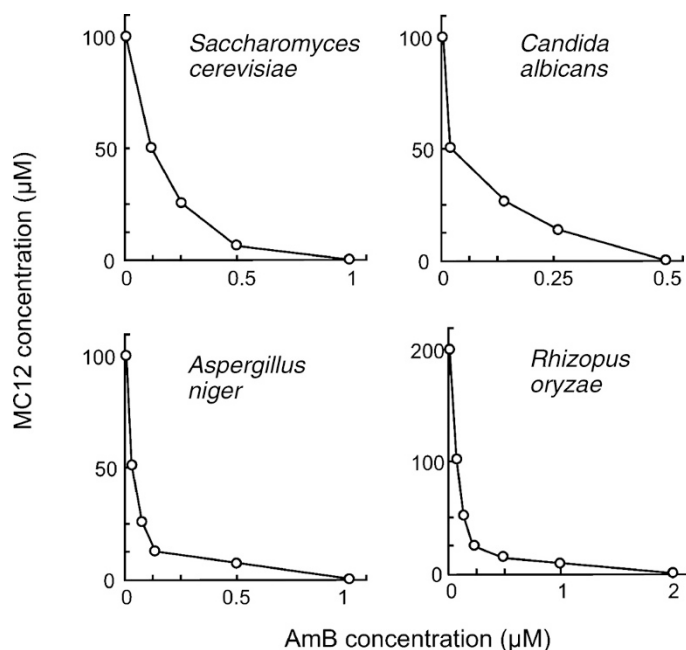 Saccharomyces
cerevisiae
100
50
0
0
0.5
1
Candida
albicans
100
50
0
0
0.25
0.5
MC12 concentration (µM)
Aspergillus
niger
100
50
0
0
0.5
1
Rhizopus
oryzae
200
100
0
0
1
2
AmB concentration (µM)